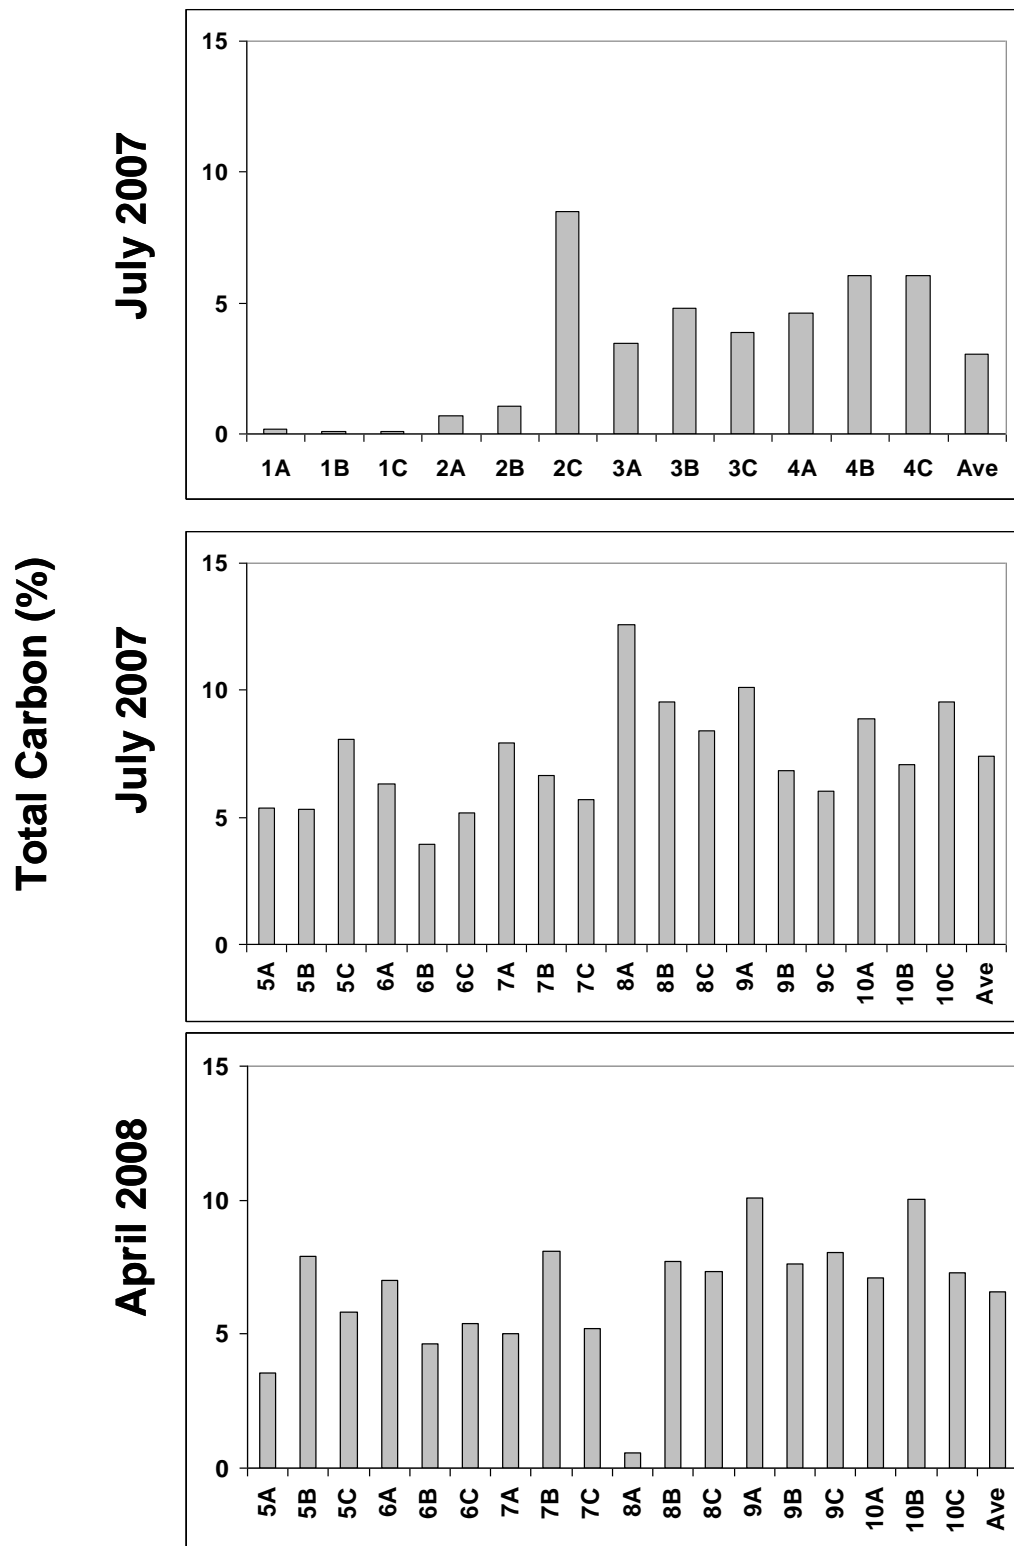 Total Carbon (%)
July 2007
15
10
5
0
1A 1B 1C 2A 2B 2C 3A 3B 3C 4A 4B 4C Ave
July 2007
15
10
5
0
5A 5B 5C 6A 6B 6C 7A 7B 7C 8A 8B 8C 9A 9B 9C 10A 10B 10C Ave
April 2008
15
10
5
0
5A 5B 5C 6A 6B 6C 7A 7B 7C 8A 8B 8C 9A 9B 9C 10A 10B 10C Ave